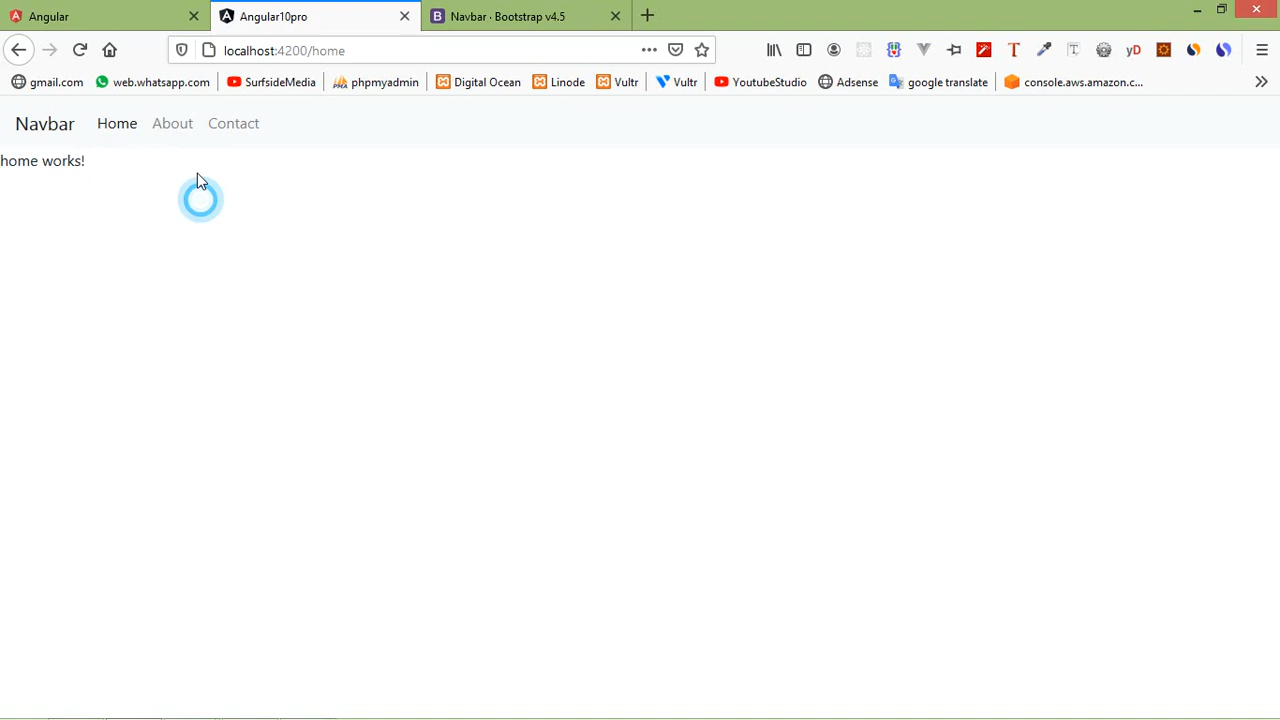 Angular
Angular10pro
Navbar · Bootstrap v4.5
localhost:4200/home
gmail.com web.whatsapp.com SurfsideMedia phpmyadmin Digital Ocean Linode Vultr Vultr YoutubeStudio Adsense google translate console.aws.amazon.c...
Navbar Home About Contact
home works!